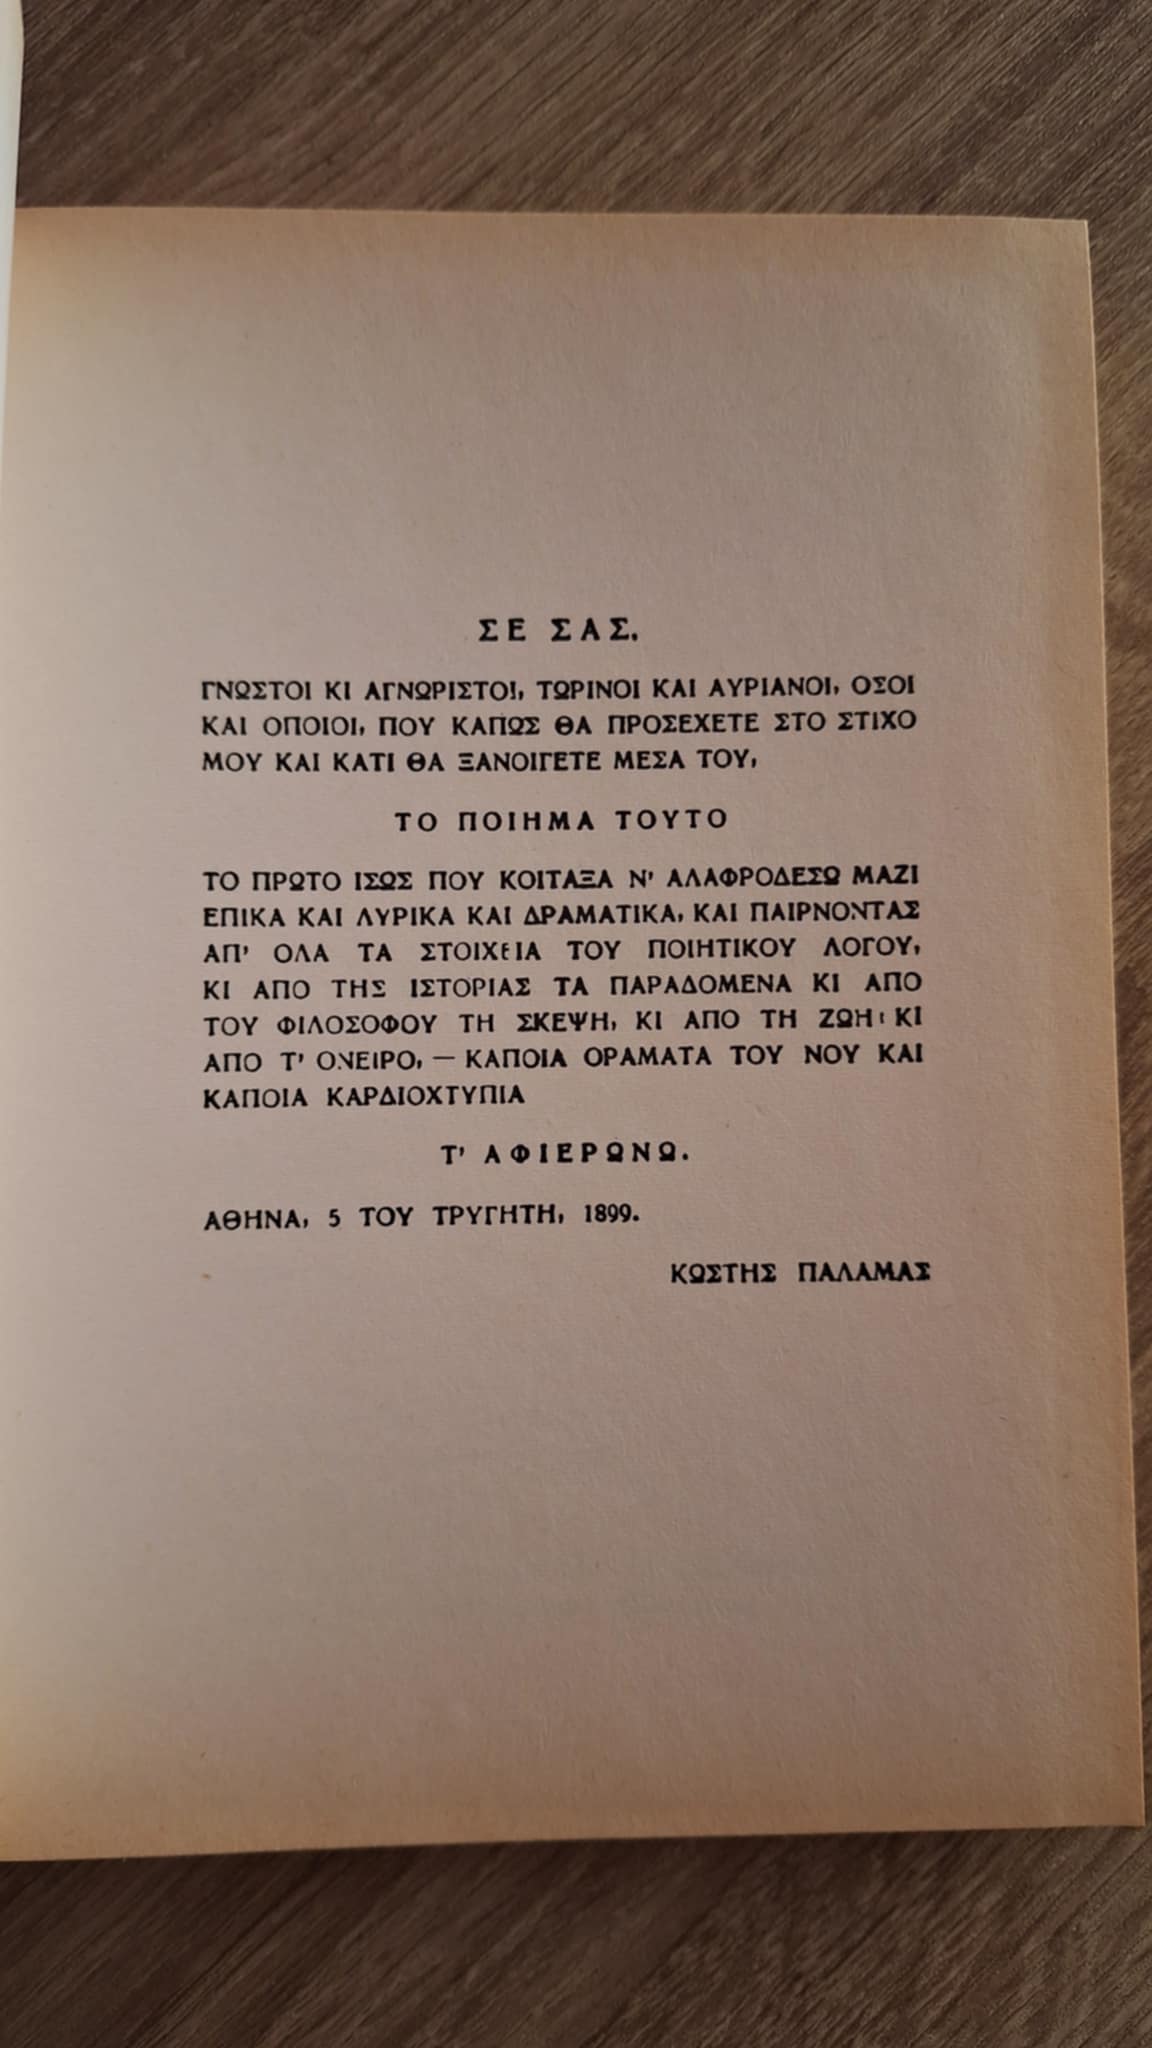 ΣΕ ΣΑΣ.
ΓΝΩΣΤΟΙ ΚΙ ΑΓΝΩΡΙΣΤΟΙ, ΤΩΡΙΝΟΙ ΚΑΙ ΑΥΡΙΑΝΟΙ, ΟΣΟΙ
ΚΑΙ ΟΠΟΙΟΙ, ΠΟΥ ΚΑΠΩΣ ΘΑ ΠΡΟΣΕΧΕΤΕ ΣΤΟ ΣΤΙΧΟ
ΜΟΥ ΚΑΙ ΚΑΤΙ ΘΑ ΞΑΝΟΙΓΕΤΕ ΜΕΣΑ ΤΟΥ,
ΤΟ ΠΟΙΗΜΑ ΤΟΥΤΟ
ΤΟ ΠΡΩΤΟ ΙΣΩΣ ΠΟΥ ΚΟΙΤΑΞΑ Ν' ΑΛΑΦΡΟΔΕΣΩ ΜΑΖΙ
ΕΠΙΚΑ ΚΑΙ ΛΥΡΙΚΑ ΚΑΙ ΔΡΑΜΑΤΙΚΑ, ΚΑΙ ΠΑΙΡΝΟΝΤΑΣ
ΑΠ' ΟΛΑ ΤΑ ΣΤΟΙΧΕΙΑ ΤΟΥ ΠΟΙΗΤΙΚΟΥ ΛΟΓΟΥ,
ΚΙ ΑΠΟ ΤΗΣ ΙΣΤΟΡΙΑΣ ΤΑ ΠΑΡΑΔΟΜΕΝΑ ΚΙ ΑΠΟ
ΤΟΥ ΦΙΛΟΣΟΦΟΥ ΤΗ ΣΚΕΨΗ, ΚΙ ΑΠΟ ΤΗ ΖΩΗ, ΚΙ
ΑΠΟ Τ' ΟΝΕΙΡΟ, — ΚΑΠΟΙΑ ΟΡΑΜΑΤΑ ΤΟΥ ΝΟΥ ΚΑΙ
ΚΑΠΟΙΑ ΚΑΡΔΙΟΧΤΥΠΙΑ
Τ' ΑΦΙΕΡΩΝΩ.
ΑΘΗΝΑ, 5 ΤΟΥ ΤΡΥΓΗΤΗ, 1899.
ΚΩΣΤΗΣ ΠΑΛΑΜΑΣ